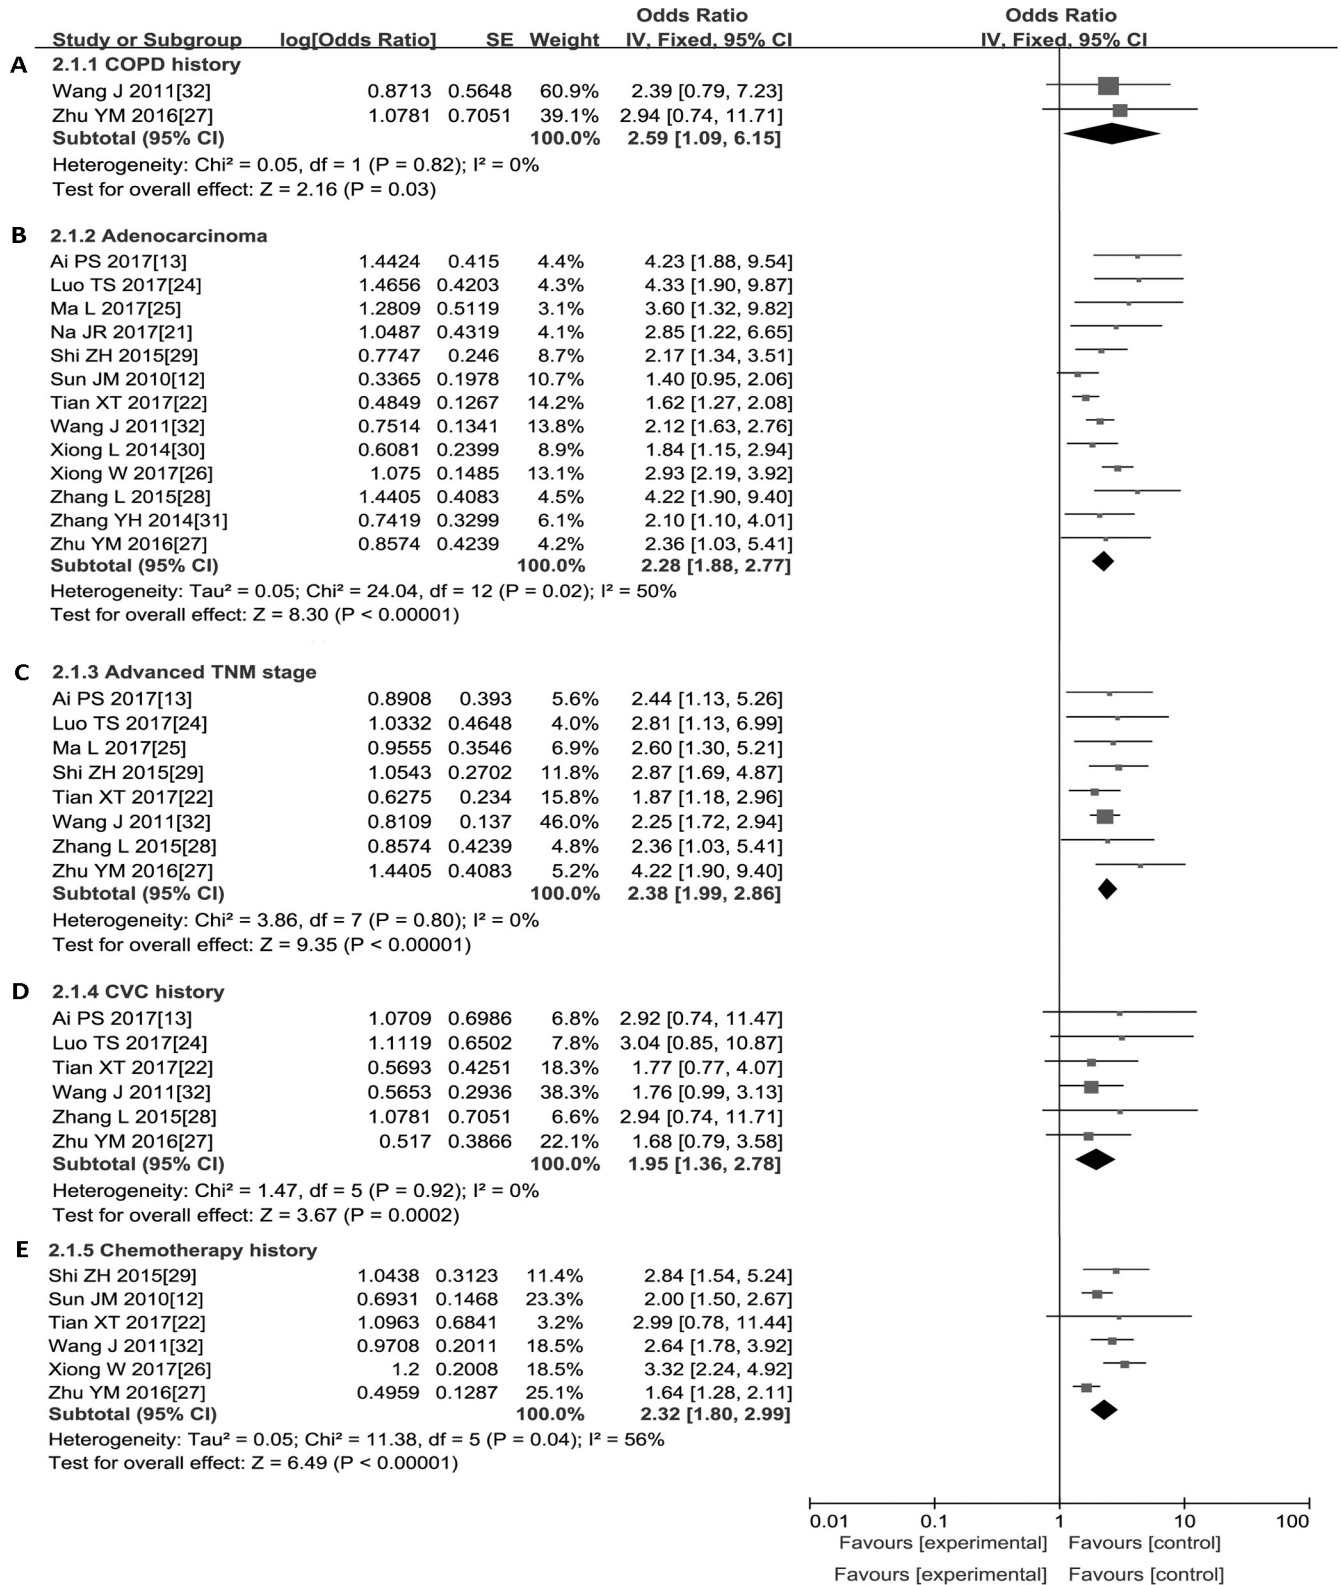 Odds Ratio Odds Ratio
Study or Subgroup log[Odds Ratio] SE Weight IV, Fixed, 95% CI IV, Fixed, 95% CI
A 2.1.1 COPD history
Wang J 2011[32] 0.8713 0.5648 60.9% 2.39 [0.79, 7.23]
Zhu YM 2016[27] 1.0781 0.7051 39.1% 2.94 [0.74, 11.71]
Subtotal (95% CI) 100.0% 2.59 [1.09, 6.15]
Heterogeneity: Chi² = 0.05, df = 1 (P = 0.82); I² = 0%
Test for overall effect: Z = 2.16 (P = 0.03)
B 2.1.2 Adenocarcinoma
Ai PS 2017[13] 1.4424 0.415 4.4% 4.23 [1.88, 9.54]
Luo TS 2017[24] 1.4656 0.4203 4.3% 4.33 [1.90, 9.87]
Ma L 2017[25] 1.2809 0.5119 3.1% 3.60 [1.32, 9.82]
Na JR 2017[21] 1.0487 0.4319 4.1% 2.85 [1.22, 6.65]
Shi ZH 2015[29] 0.7747 0.246 8.7% 2.17 [1.34, 3.51]
Sun JM 2010[12] 0.3365 0.1978 10.7% 1.40 [0.95, 2.06]
Tian XT 2017[22] 0.4849 0.1267 14.2% 1.62 [1.27, 2.08]
Wang J 2011[32] 0.7514 0.1341 13.8% 2.12 [1.63, 2.76]
Xiong L 2014[30] 0.6081 0.2399 8.9% 1.84 [1.15, 2.94]
Xiong W 2017[26] 1.075 0.1485 13.1% 2.93 [2.19, 3.92]
Zhang L 2015[28] 1.4405 0.4083 4.5% 4.22 [1.90, 9.40]
Zhang YH 2014[31] 0.7419 0.3299 6.1% 2.10 [1.10, 4.01]
Zhu YM 2016[27] 0.8574 0.4239 4.2% 2.36 [1.03, 5.41]
Subtotal (95% CI) 100.0% 2.28 [1.88, 2.77]
Heterogeneity: Tau² = 0.05; Chi² = 24.04, df = 12 (P = 0.02); I² = 50%
Test for overall effect: Z = 8.30 (P < 0.00001)
C 2.1.3 Advanced TNM stage
Ai PS 2017[13] 0.8908 0.393 5.6% 2.44 [1.13, 5.26]
Luo TS 2017[24] 1.0332 0.4648 4.0% 2.81 [1.13, 6.99]
Ma L 2017[25] 0.9555 0.3546 6.9% 2.60 [1.30, 5.21]
Shi ZH 2015[29] 1.0543 0.2702 11.8% 2.87 [1.69, 4.87]
Tian XT 2017[22] 0.6275 0.234 15.8% 1.87 [1.18, 2.96]
Wang J 2011[32] 0.8109 0.137 46.0% 2.25 [1.72, 2.94]
Zhang L 2015[28] 0.8574 0.4239 4.8% 2.36 [1.03, 5.41]
Zhu YM 2016[27] 1.4405 0.4083 5.2% 4.22 [1.90, 9.40]
Subtotal (95% CI) 100.0% 2.38 [1.99, 2.86]
Heterogeneity: Chi² = 3.86, df = 7 (P = 0.80); I² = 0%
Test for overall effect: Z = 9.35 (P < 0.00001)
D 2.1.4 CVC history
Ai PS 2017[13] 1.0709 0.6986 6.8% 2.92 [0.74, 11.47]
Luo TS 2017[24] 1.1119 0.6502 7.8% 3.04 [0.85, 10.87]
Tian XT 2017[22] 0.5693 0.4251 18.3% 1.77 [0.77, 4.07]
Wang J 2011[32] 0.5653 0.2936 38.3% 1.76 [0.99, 3.13]
Zhang L 2015[28] 1.0781 0.7051 6.6% 2.94 [0.74, 11.71]
Zhu YM 2016[27] 0.517 0.3866 22.1% 1.68 [0.79, 3.58]
Subtotal (95% CI) 100.0% 1.95 [1.36, 2.78]
Heterogeneity: Chi² = 1.47, df = 5 (P = 0.92); I² = 0%
Test for overall effect: Z = 3.67 (P = 0.0002)
E 2.1.5 Chemotherapy history
Shi ZH 2015[29] 1.0438 0.3123 11.4% 2.84 [1.54, 5.24]
Sun JM 2010[12] 0.6931 0.1468 23.3% 2.00 [1.50, 2.67]
Tian XT 2017[22] 1.0963 0.6841 3.2% 2.99 [0.78, 11.44]
Wang J 2011[32] 0.9708 0.2011 18.5% 2.64 [1.78, 3.92]
Xiong W 2017[26] 1.2 0.2008 18.5% 3.32 [2.24, 4.92]
Zhu YM 2016[27] 0.4959 0.1287 25.1% 1.64 [1.28, 2.11]
Subtotal (95% CI) 100.0% 2.32 [1.80, 2.99]
Heterogeneity: Tau² = 0.05; Chi² = 11.38, df = 5 (P = 0.04); I² = 56%
Test for overall effect: Z = 6.49 (P < 0.00001)
0.01 0.1 1 10 100
Favours [experimental] Favours [control]
Favours [experimental] Favours [control]